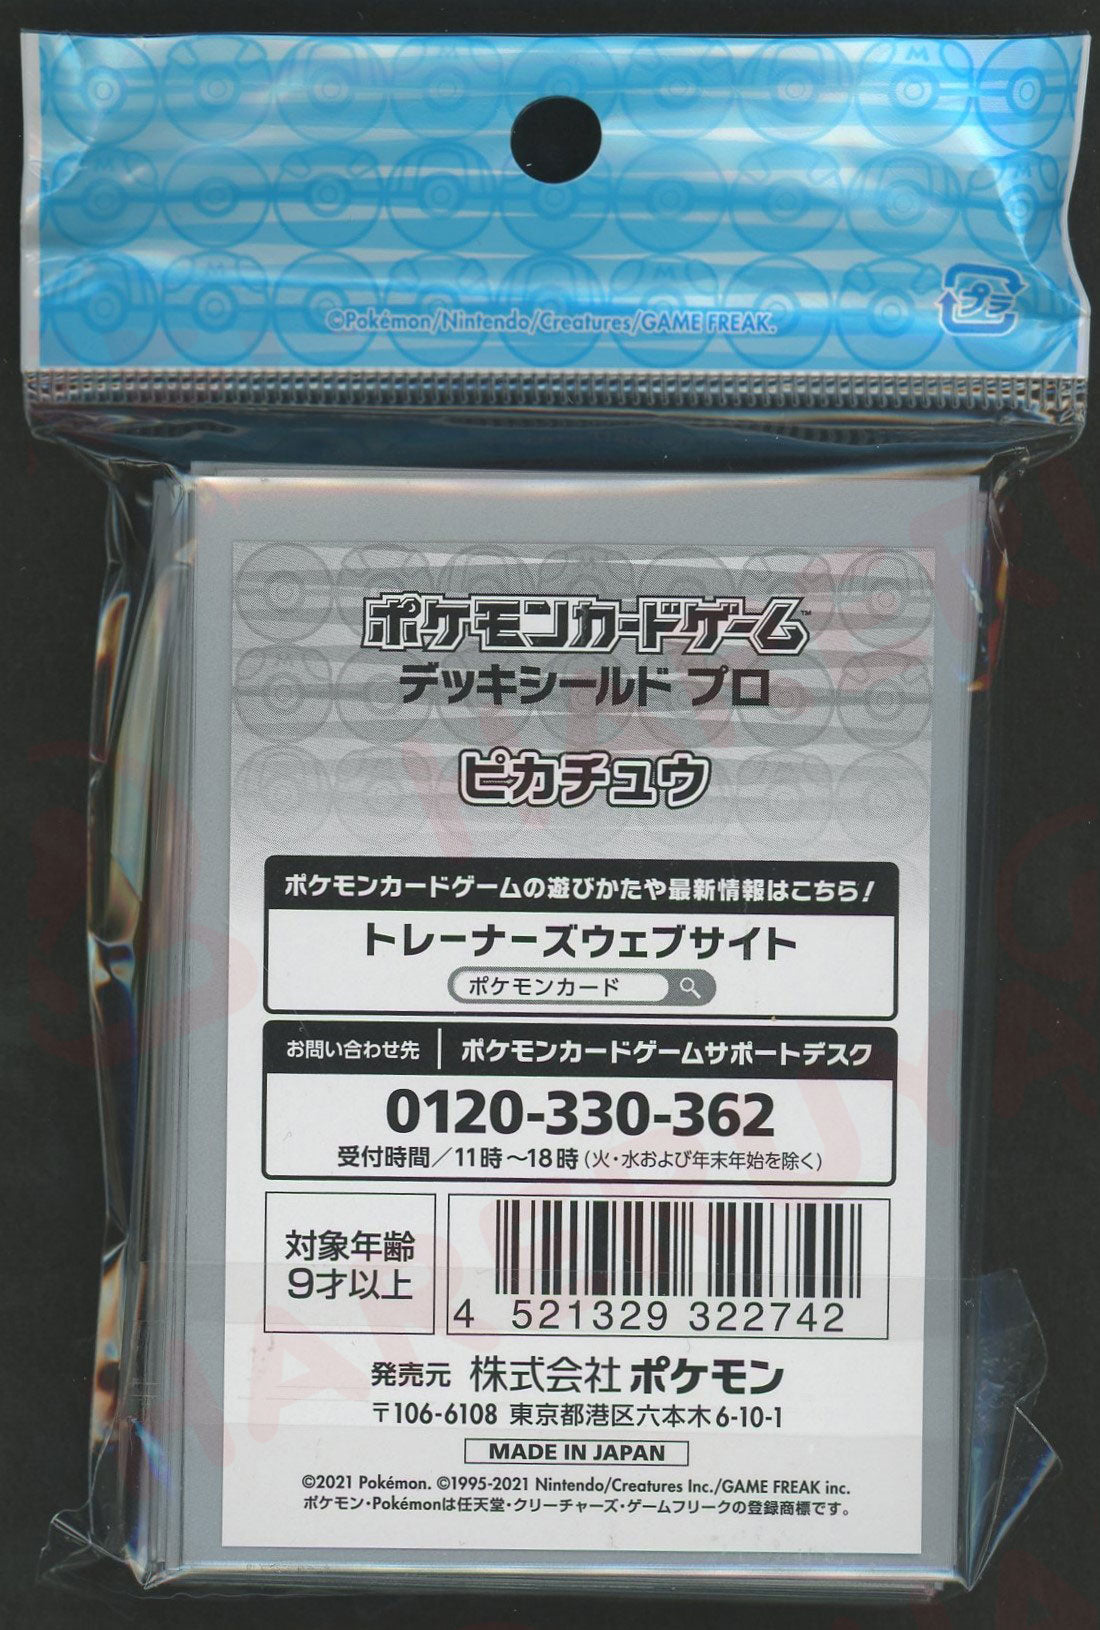 ©Pokémon/Nintendo/Creatures/GAME FREAK.
プラ
ポケモンカードゲーム™
デッキシールド プロ
ピカチュウ
ポケモンカードゲームの遊びかたや最新情報はこちら!
トレーナーズウェブサイト
ポケモンカード
お問い合わせ先 ポケモンカードゲームサポートデスク
0120-330-362
受付時間/11時~18時(火・水および年末年始を除く)
対象年齢
9才以上
4 521329 322742
発売元 株式会社ポケモン
〒106-6108 東京都港区六本木6-10-1
MADE IN JAPAN
©2021 Pokémon. ©1995-2021 Nintendo/Creatures Inc./GAME FREAK inc.
ポケモン・Pokémonは任天堂・クリーチャーズ・ゲームフリークの登録商標です。